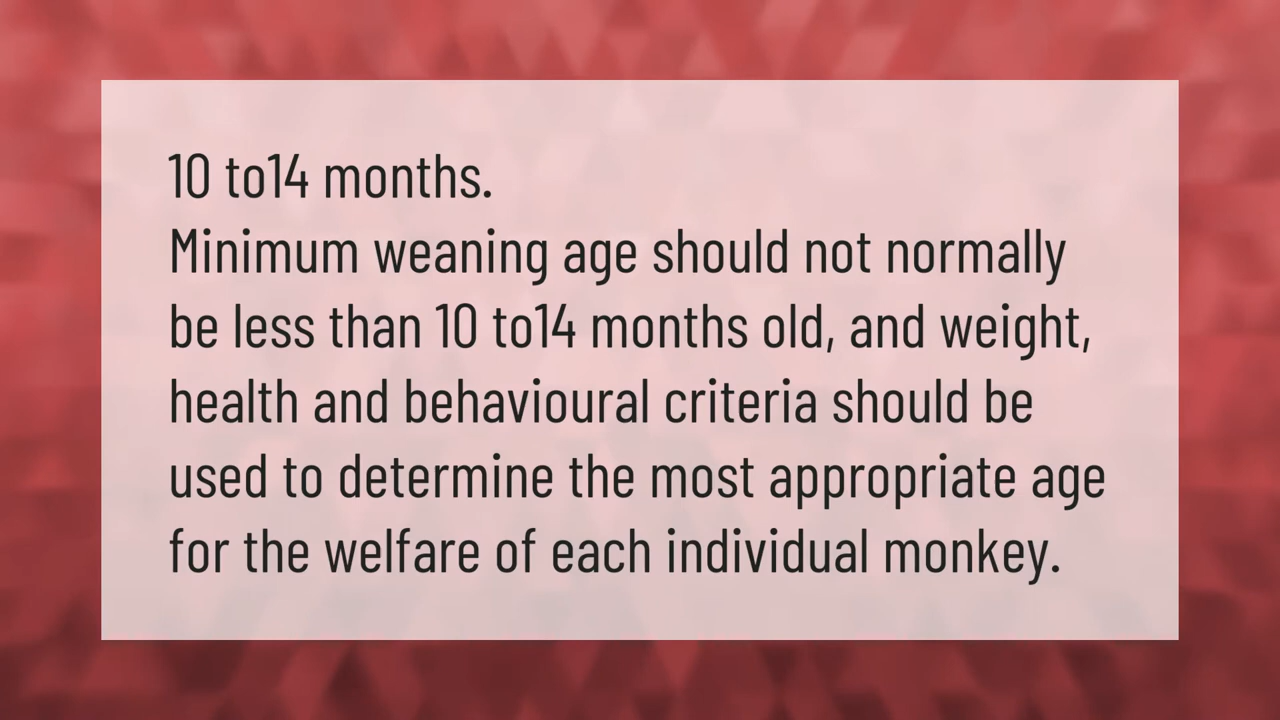 10 to14 months.
Minimum weaning age should not normally
be less than 10 to14 months old, and weight,
health and behavioural criteria should be
used to determine the most appropriate age
for the welfare of each individual monkey.